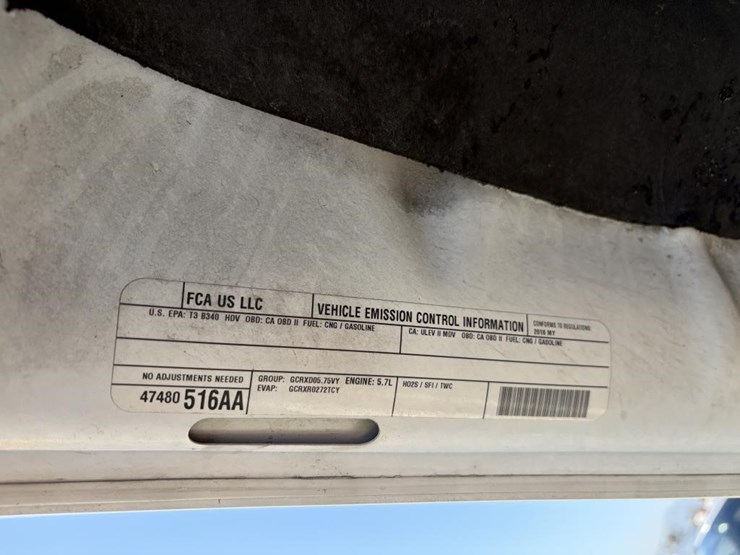 FCA US LLC
VEHICLE EMISSION CONTROL INFORMATION
CONFORMS TO REGULATIONS:
2016 MY
U.S. EPA: T3 B340 HDV OBD: CA OBD II FUEL: CNG / GASOLINE
CA: ULEV II MDV OBD: CA OBD II FUEL: CNG / GASOLINE
NO ADJUSTMENTS NEEDED
47480 516AA
GROUP: GCRXD05.75VY ENGINE: 5.7L
EVAP: GCRXR0272TCY
HO2S / SFI / TWC